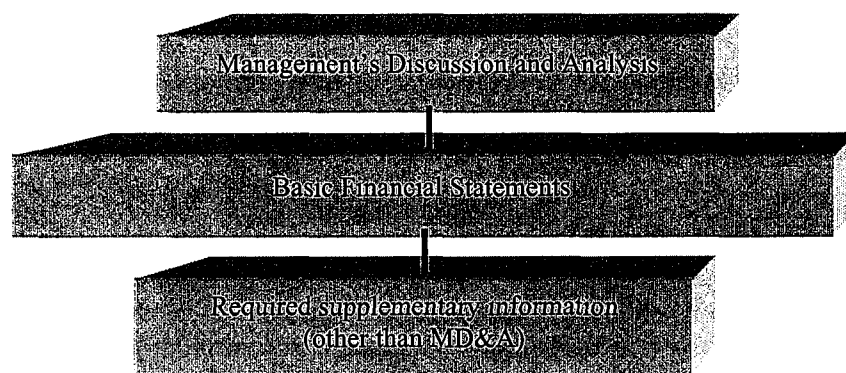 Management s Discussion and Analysis
Basic Financial Statements
Required supplementary information
(other than MD&A)